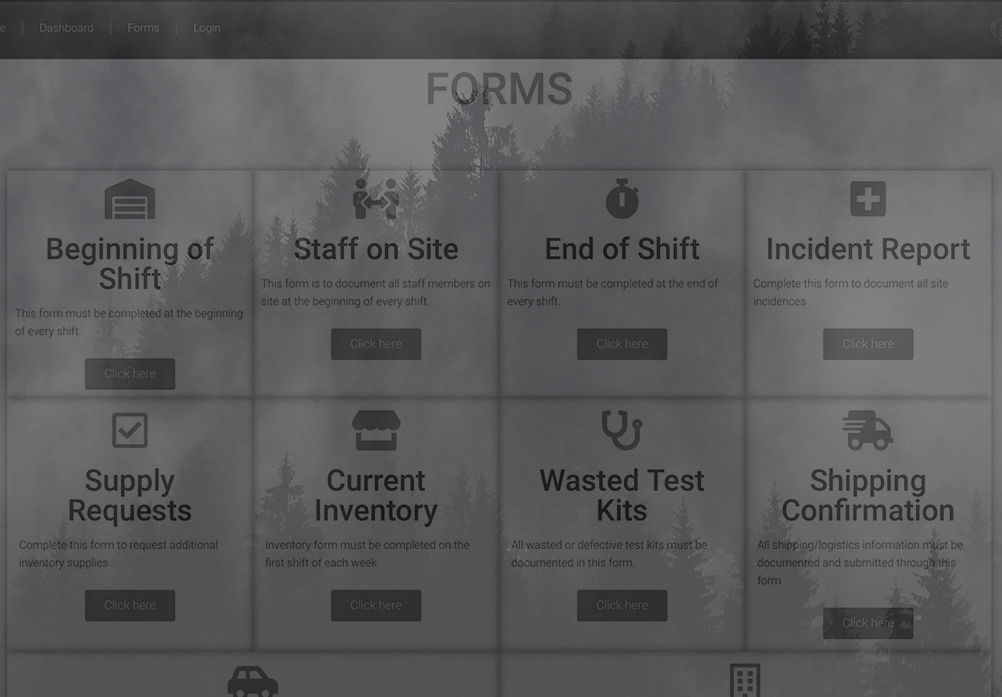 e | Dashboard | Forms | Login
FORMS
Beginning of
Shift
This form must be completed at the beginning
of every shift.
Click here
Staff on Site
This form is to document all staff members on
site at the beginning of every shift.
Click here
End of Shift
This form must be completed at the end of
every shift.
Click here
Incident Report
Complete this form to document all site
incidences
Click here
Supply
Requests
Complete this form to request additional
inventory supplies.
Click here
Current
Inventory
Inventory form must be completed on the
first shift of each week
Click here
Wasted Test
Kits
All wasted or defective test kits must be
documented in this form.
Click here
Shipping
Confirmation
All shipping/logistics information must be
documented and submitted through this
form
Click here